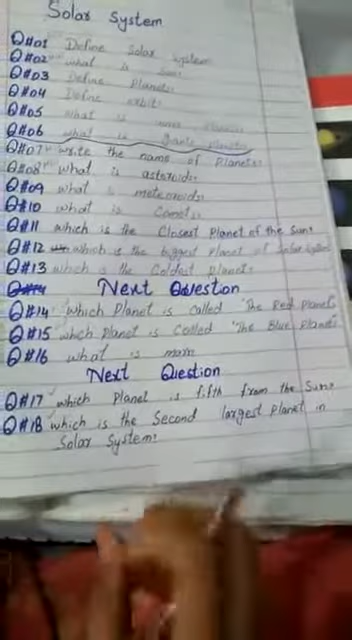 Solar System
Q#01 Define Solar system
Q#02 what is Sun
Q#03 Define Planets
Q#04 Define orbit
Q#05 what is
Q#06 what is Giant Planets
Q#07 write the name of Planets
Q#08 what is asteroids
Q#09 what is meteoroids
Q#10 what is Comets
Q#11 which is the Closest Planet of the Sun
Q#12 which is the biggest Planet of Solar System
Q#13 which is the Coldest Planet
Next Question
Q#14 which Planet is called "The Red Planet
Q#15 which Planet is Called "The Blue Planet
Q#16 what is moon
Next Question
Q#17 which Planet is fifth from the Sun
Q#18 which is the Second largest Planet in
Solar System